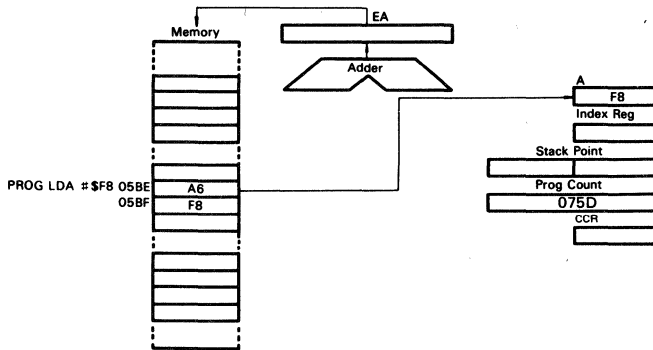 EA
Memory
Adder
A
F8
Index Reg
Stack Point
PROG LDA #$F8 05BE A6
05BF F8
Prog Count
075D
CCR